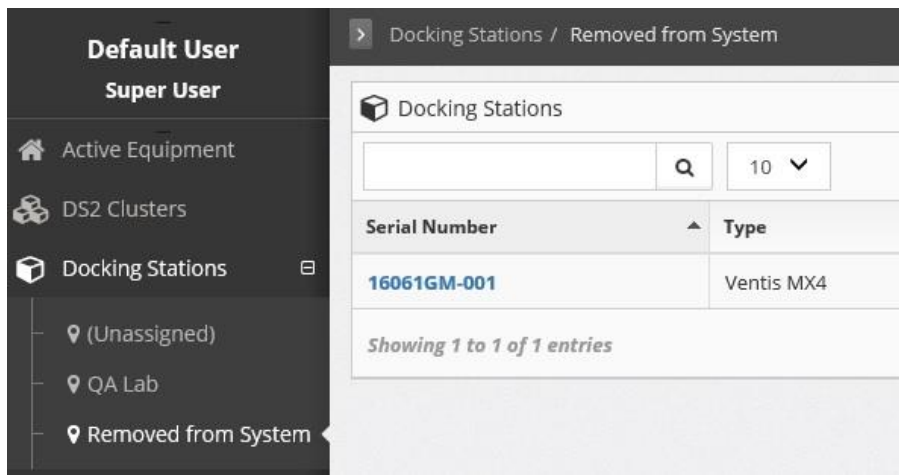 Default User
Super User
Active Equipment
DS2 Clusters
Docking Stations
(Unassigned)
QA Lab
Removed from System
Docking Stations / Removed from System
Docking Stations
10
Serial Number Type
16061GM-001 Ventis MX4
Showing 1 to 1 of 1 entries